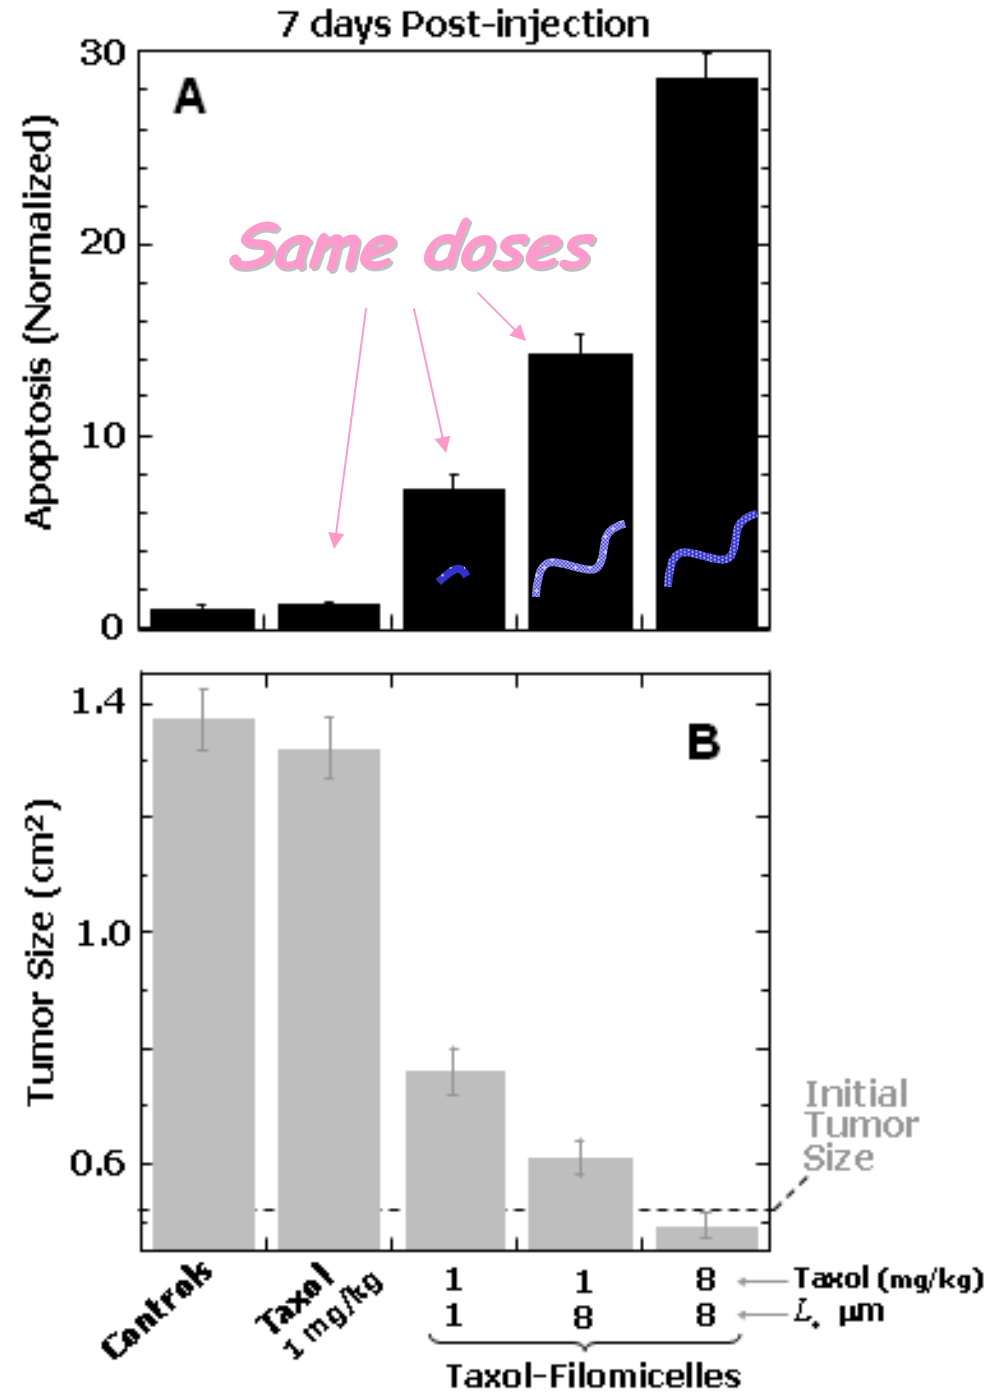 7 days Post-injection
A
Apoptosis (Normalized)
30
20
10
0
Same doses
B
Tumor Size (cm²)
1.4
1.0
0.6
Initial
Tumor
Size
Controls
Taxol
1 mg/kg
1 1 8 Taxol (mg/kg)
1 8 8 L. µm
Taxol-Filomicelles